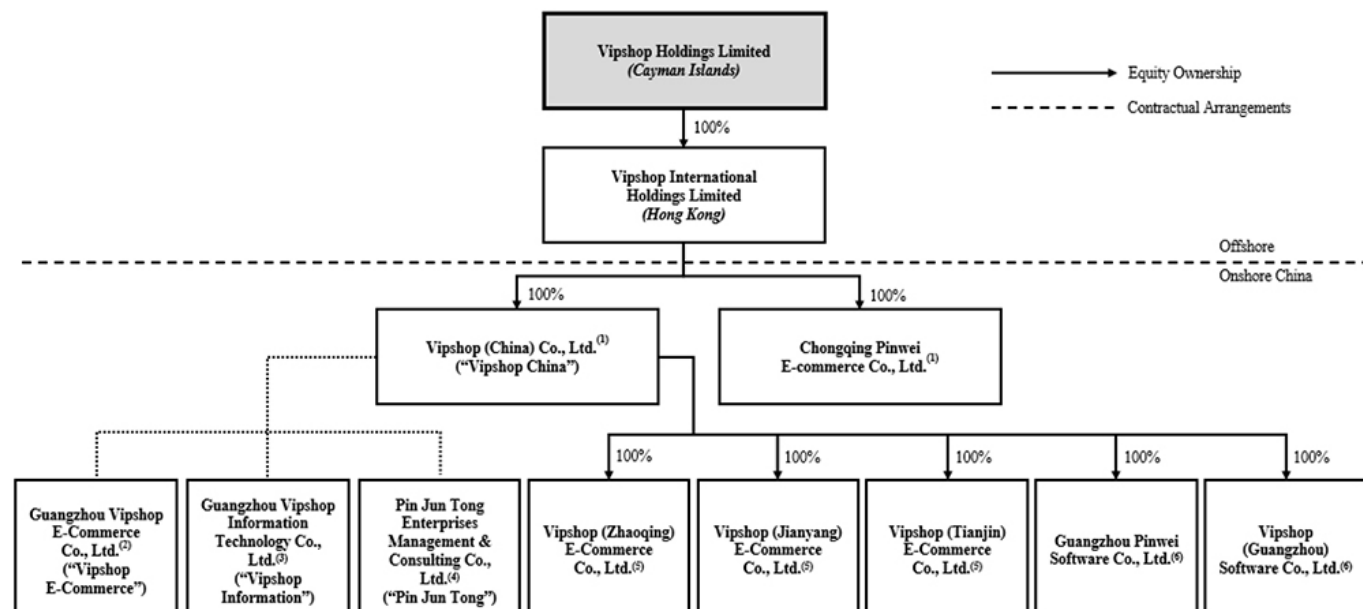 Vipshop Holdings Limited
(Cayman Islands)
Equity Ownership
Contractual Arrangements
100%
Vipshop International
Holdings Limited
(Hong Kong)
Offshore
Onshore China
100%
100%
Vipshop (China) Co., Ltd.(1)
(“Vipshop China”)
Chongqing Pinwei
E-commerce Co., Ltd.(1)
100%
100%
100%
100%
100%
Guangzhou Vipshop
E-Commerce
Co., Ltd.(2)
(“Vipshop
E-Commerce”)
Guangzhou Vipshop
Information
Technology Co.,
Ltd.(3)
(“Vipshop
Information”)
Pin Jun Tong
Enterprises
Management &
Consulting Co.,
Ltd.(4)
(“Pin Jun Tong”)
Vipshop (Zhaoqing)
E-Commerce
Co., Ltd.(5)
Vipshop (Jianyang)
E-Commerce
Co., Ltd.(5)
Vipshop (Tianjin)
E-Commerce
Co., Ltd.(5)
Guangzhou Pinwei
Software Co., Ltd.(6)
Vipshop
(Guangzhou)
Software Co., Ltd.(6)